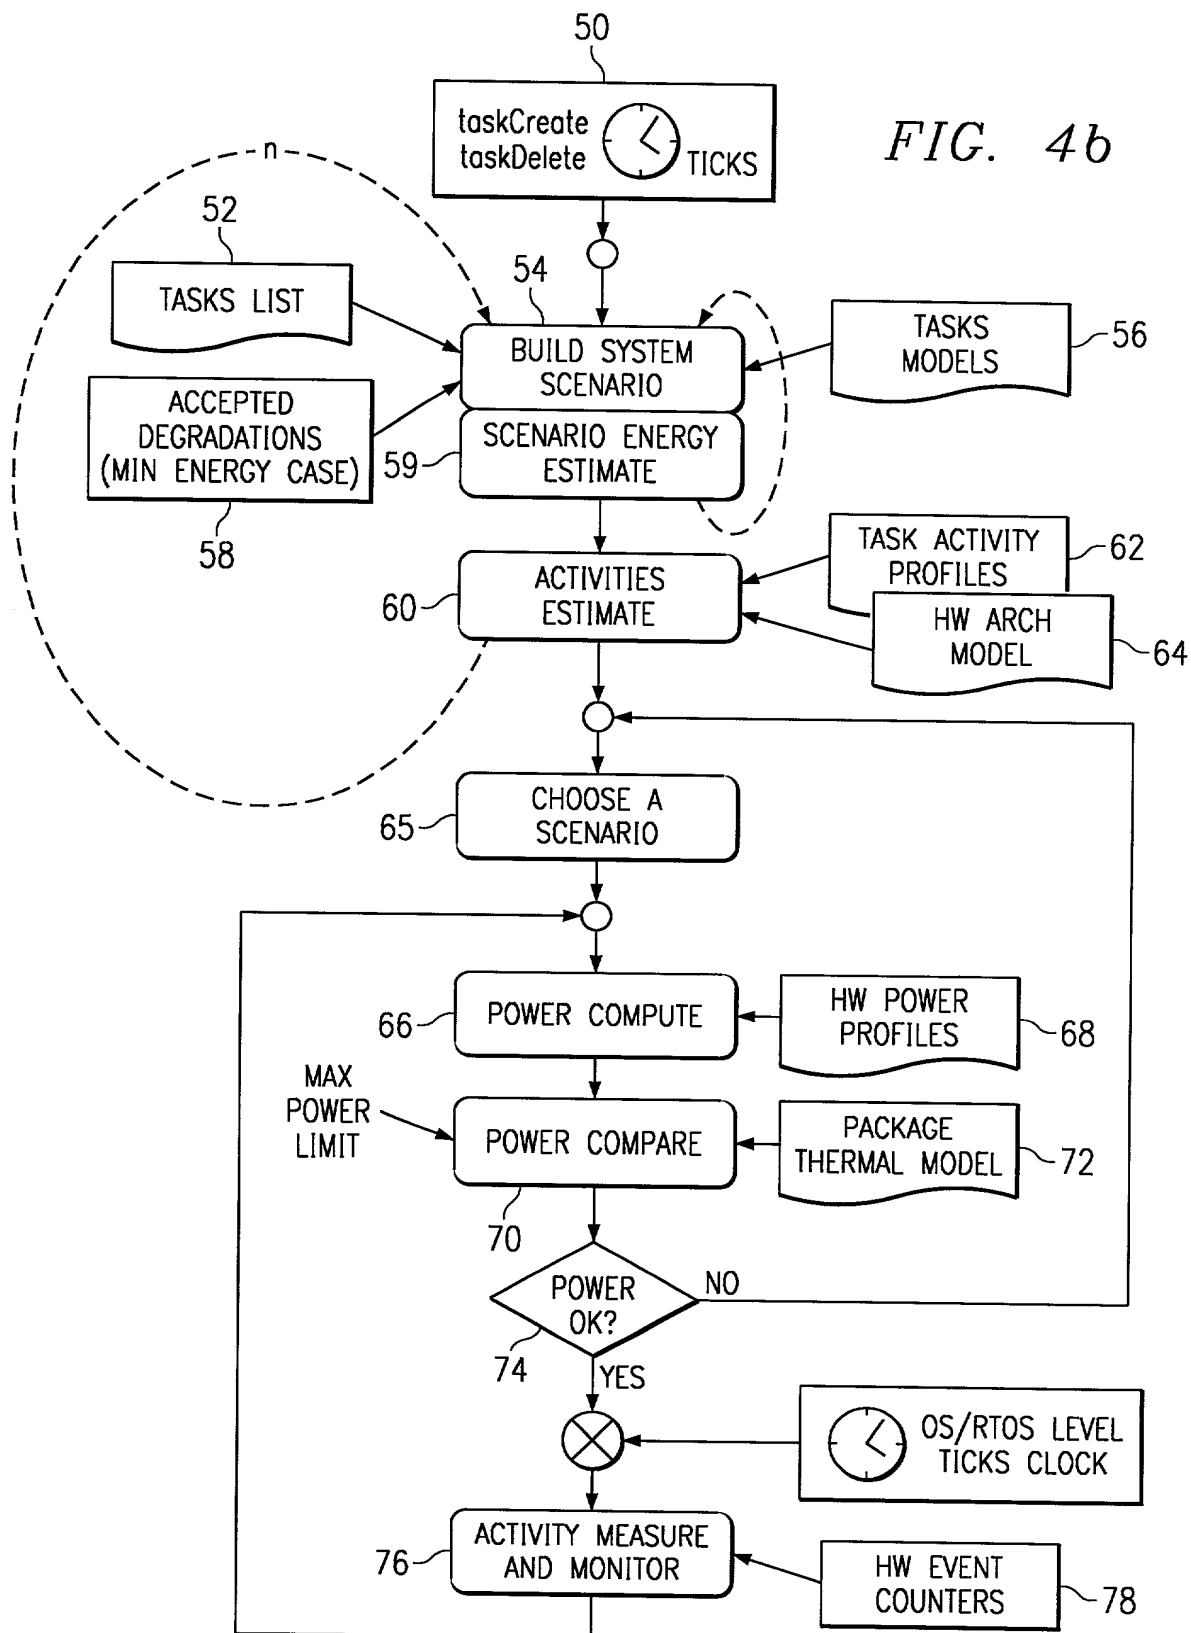 50
taskCreate
taskDelete
TICKS
FIG. 4b
n
52
TASKS LIST
54
BUILD SYSTEM
SCENARIO
TASKS
MODELS
56
ACCEPTED
DEGRADATIONS
(MIN ENERGY CASE)
58
59
SCENARIO ENERGY
ESTIMATE
60
ACTIVITIES
ESTIMATE
TASK ACTIVITY
PROFILES
62
HW ARCH
MODEL
64
65
CHOOSE A
SCENARIO
66
POWER COMPUTE
HW POWER
PROFILES
68
MAX
POWER
LIMIT
POWER COMPARE
70
PACKAGE
THERMAL MODEL
72
POWER
OK?
NO
74
YES
OS/RTOS LEVEL
TICKS CLOCK
76
ACTIVITY MEASURE
AND MONITOR
HW EVENT
COUNTERS
78